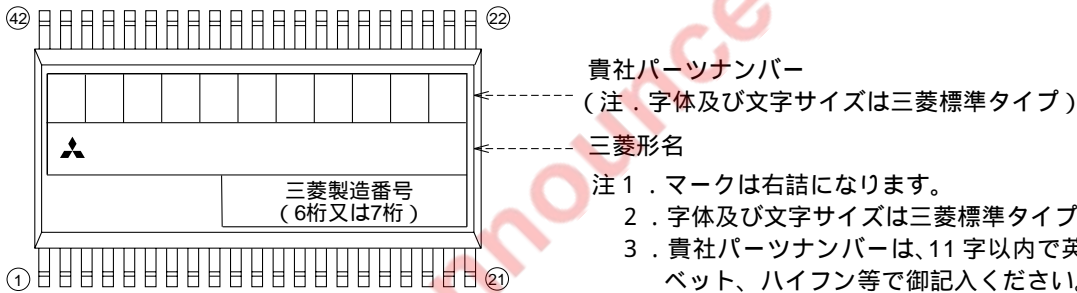 42 22
貴社パーツナンバー
(注．字体及び文字サイズは三菱標準タイプ)
三菱形名
三菱製造番号
(6桁又は7桁)
注1．マークは右詰になります。
2．字体及び文字サイズは三菱標準タイプ
3．貴社パーツナンバーは、11字以内で英
ベット、ハイフン等で御記入ください。
1 21
nnounce